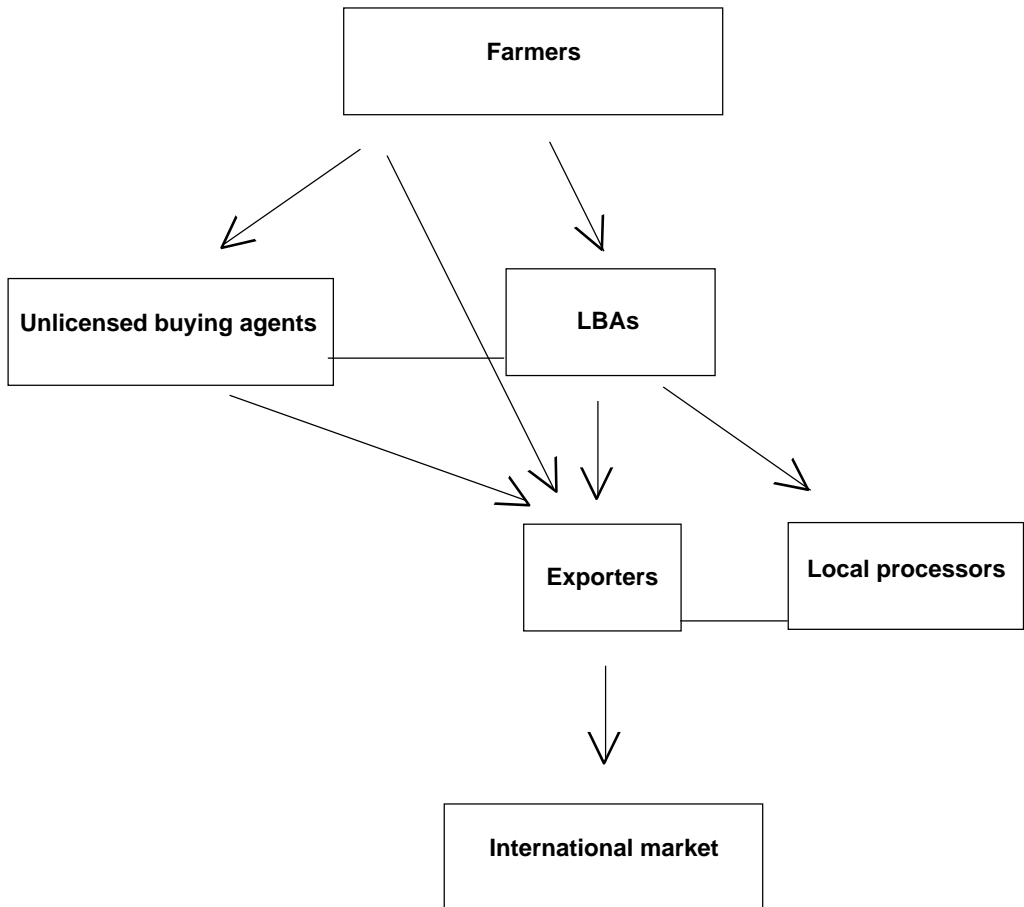 Farmers
Unlicensed buying agents
LBAs
Exporters
Local processors
International market